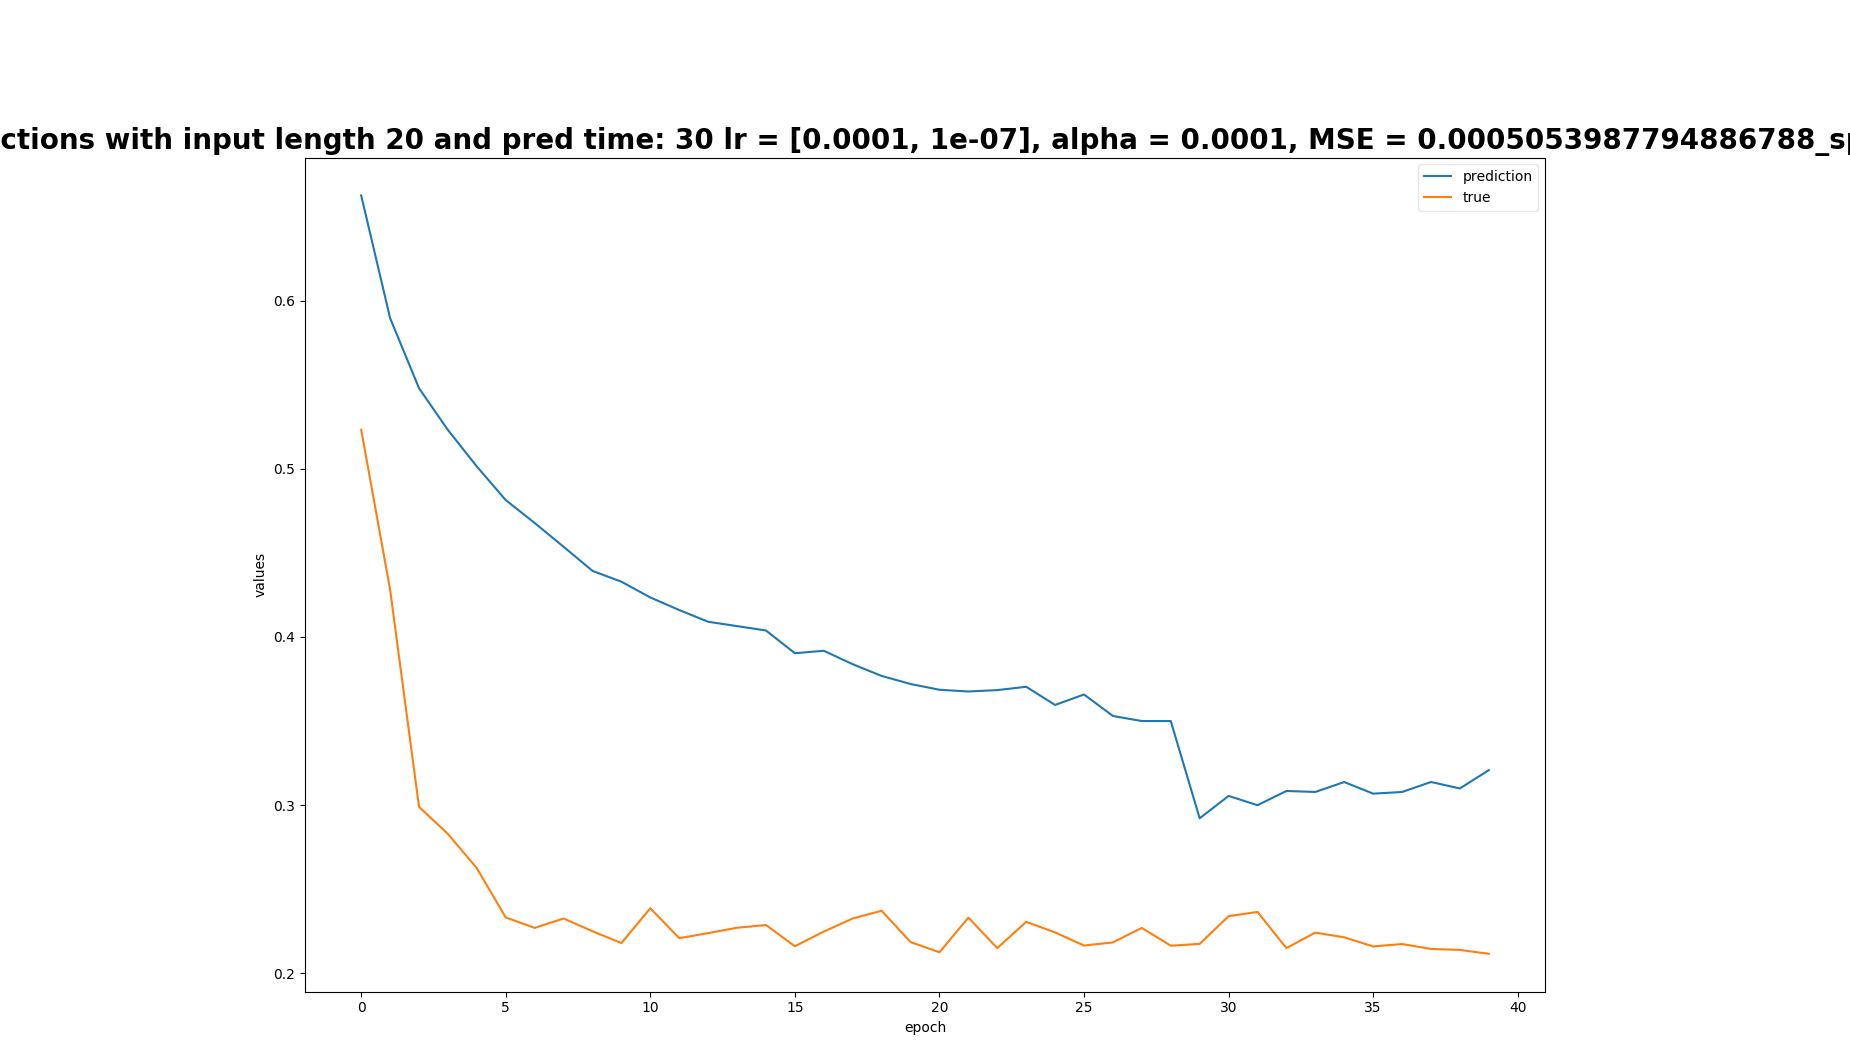 ctions with input length 20 and pred time: 30 lr = [0.0001, 1e-07], alpha = 0.0001, MSE = 0.0005053987794886788_s
prediction
true
0.6
0.5
0.4
0.3
0.2
values
0 5 10 15 20 25 30 35 40
epoch